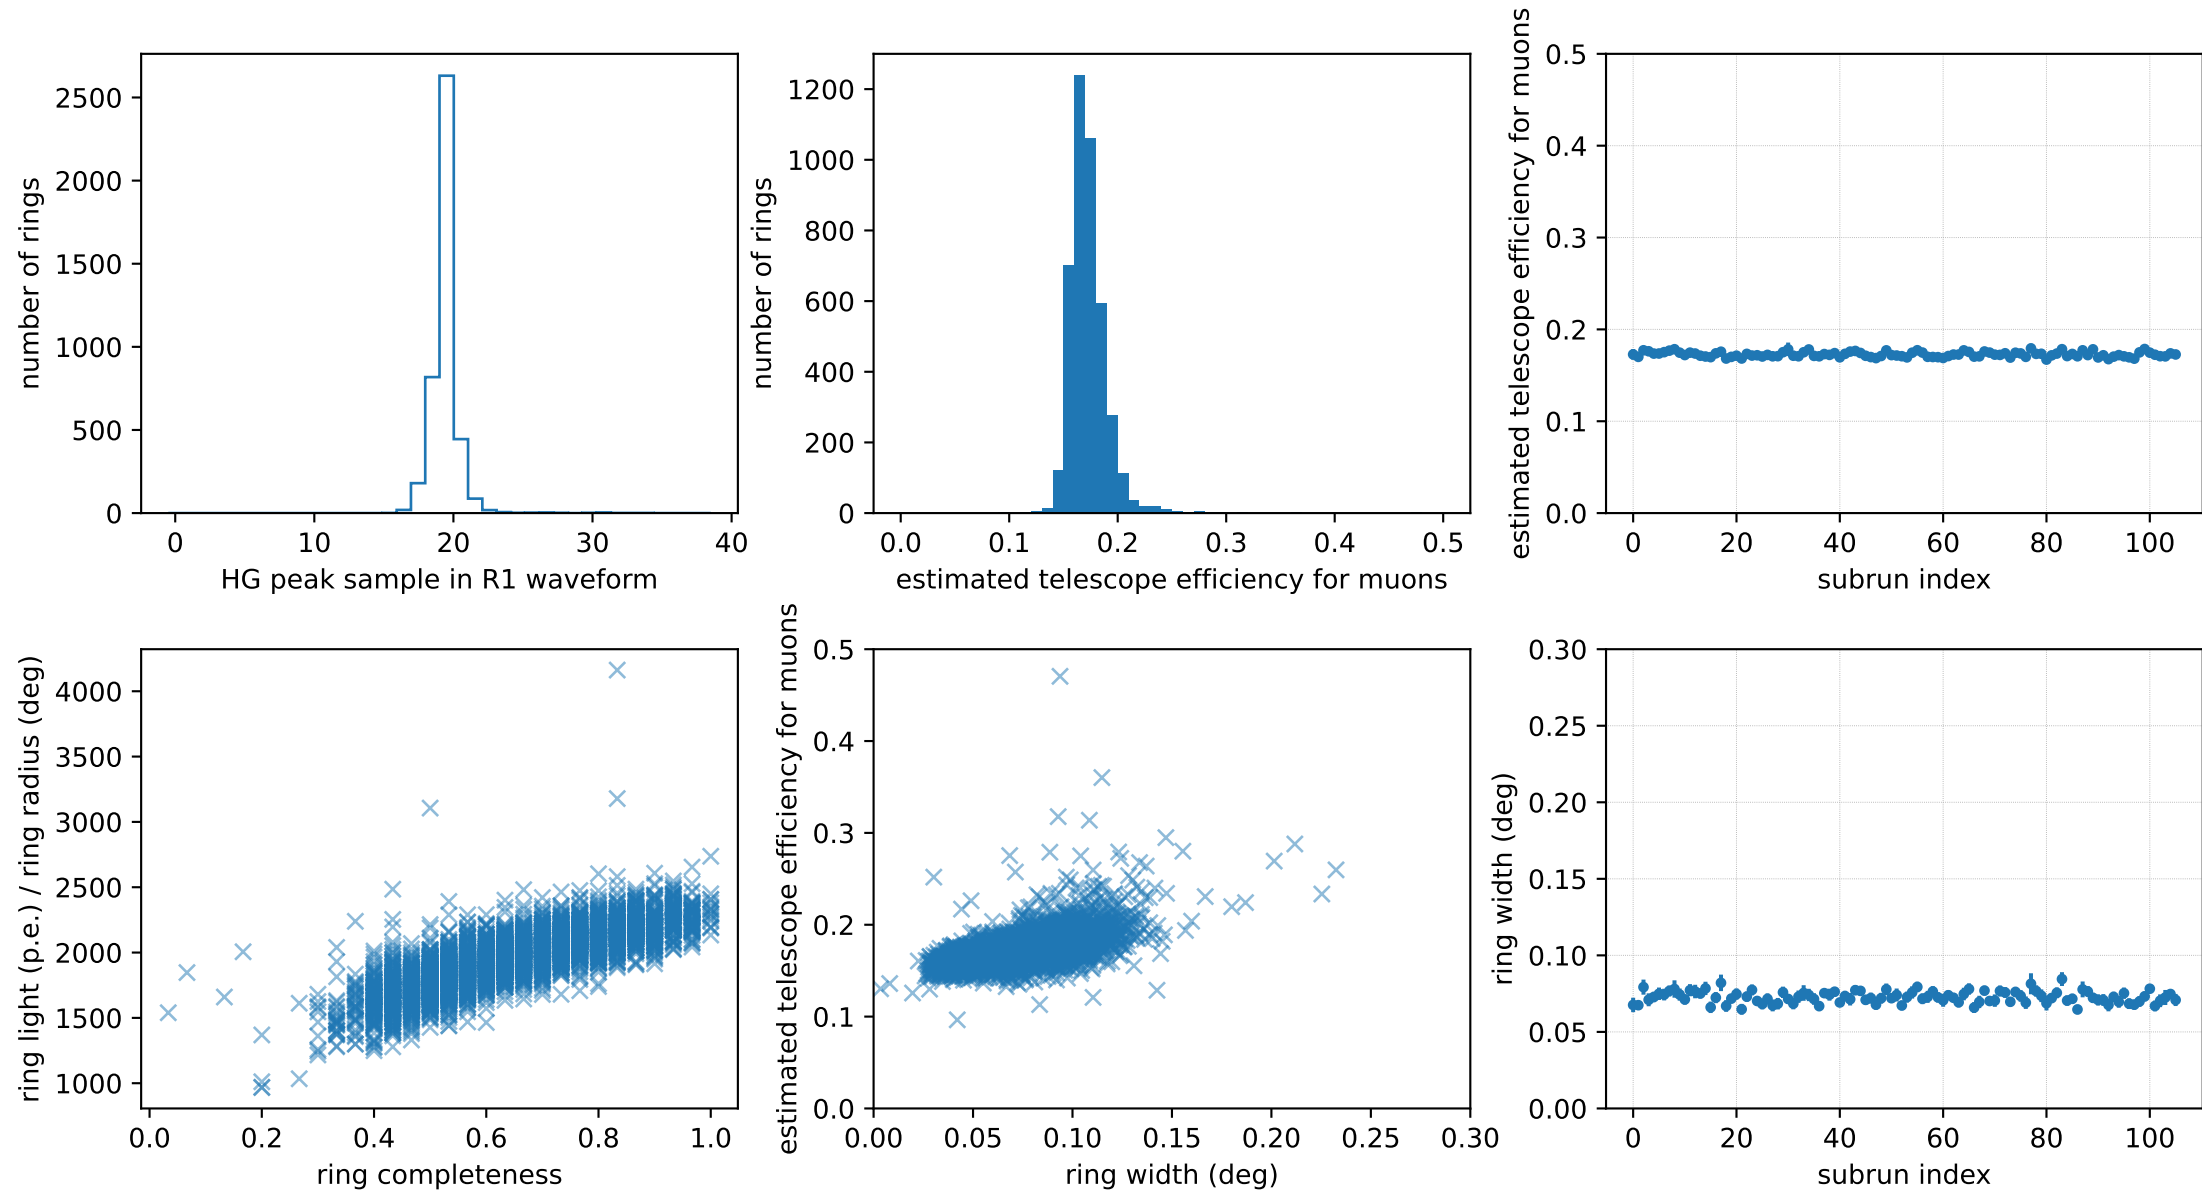 number of rings
2500
2000
1500
1000
500
0
0 10 20 30 40
HG peak sample in R1 waveform
number of rings
1200
1000
800
600
400
200
0
0.0 0.1 0.2 0.3 0.4 0.5
estimated telescope efficiency for muons
estimated telescope efficiency for muons
0.5
0.4
0.3
0.2
0.1
0.0
0 20 40 60 80 100
subrun index
ring light (p.e.) / ring radius (deg)
4000
3500
3000
2500
2000
1500
1000
0.0 0.2 0.4 0.6 0.8 1.0
ring completeness
estimated telescope efficiency for muons
0.5
0.4
0.3
0.2
0.1
0.0
0.00 0.05 0.10 0.15 0.20 0.25 0.30
ring width (deg)
ring width (deg)
0.30
0.25
0.20
0.15
0.10
0.05
0.00
0 20 40 60 80 100
subrun index